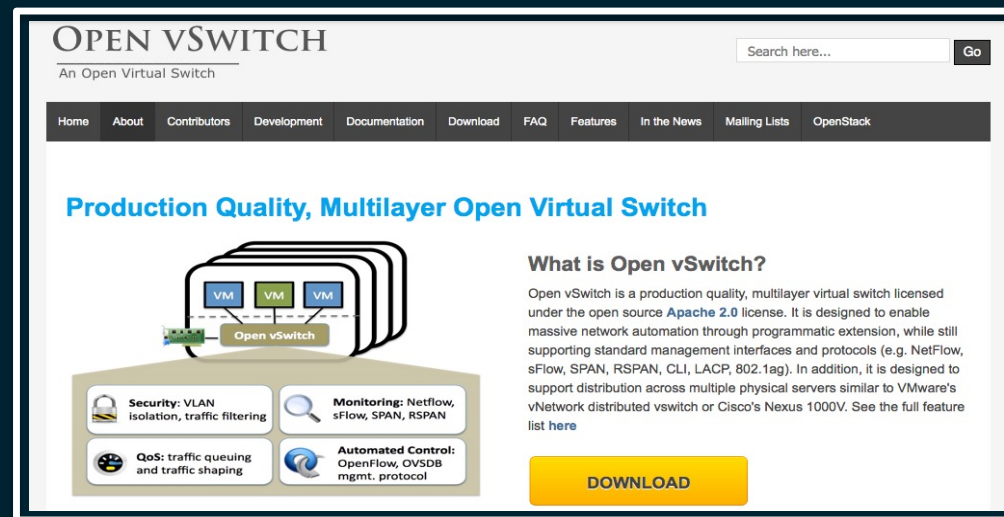 OPEN VSWITCH
An Open Virtual Switch
Search here...
Go
Home About Contributors Development Documentation Download FAQ Features In the News Mailing Lists OpenStack
Production Quality, Multilayer Open Virtual Switch
VM VM VM
Open vSwitch
Security: VLAN
isolation, traffic filtering
Monitoring: Netflow,
sFlow, SPAN, RSPAN
QoS: traffic queuing
and traffic shaping
Automated Control:
OpenFlow, OVSDB
mgmt. protocol
What is Open vSwitch?
Open vSwitch is a production quality, multilayer virtual switch licensed
under the open source Apache 2.0 license. It is designed to enable
massive network automation through programmatic extension, while still
supporting standard management interfaces and protocols (e.g. NetFlow,
sFlow, SPAN, RSPAN, CLI, LACP, 802.1ag). In addition, it is designed to
support distribution across multiple physical servers similar to VMware's
vNetwork distributed vswitch or Cisco's Nexus 1000V. See the full feature
list here
DOWNLOAD